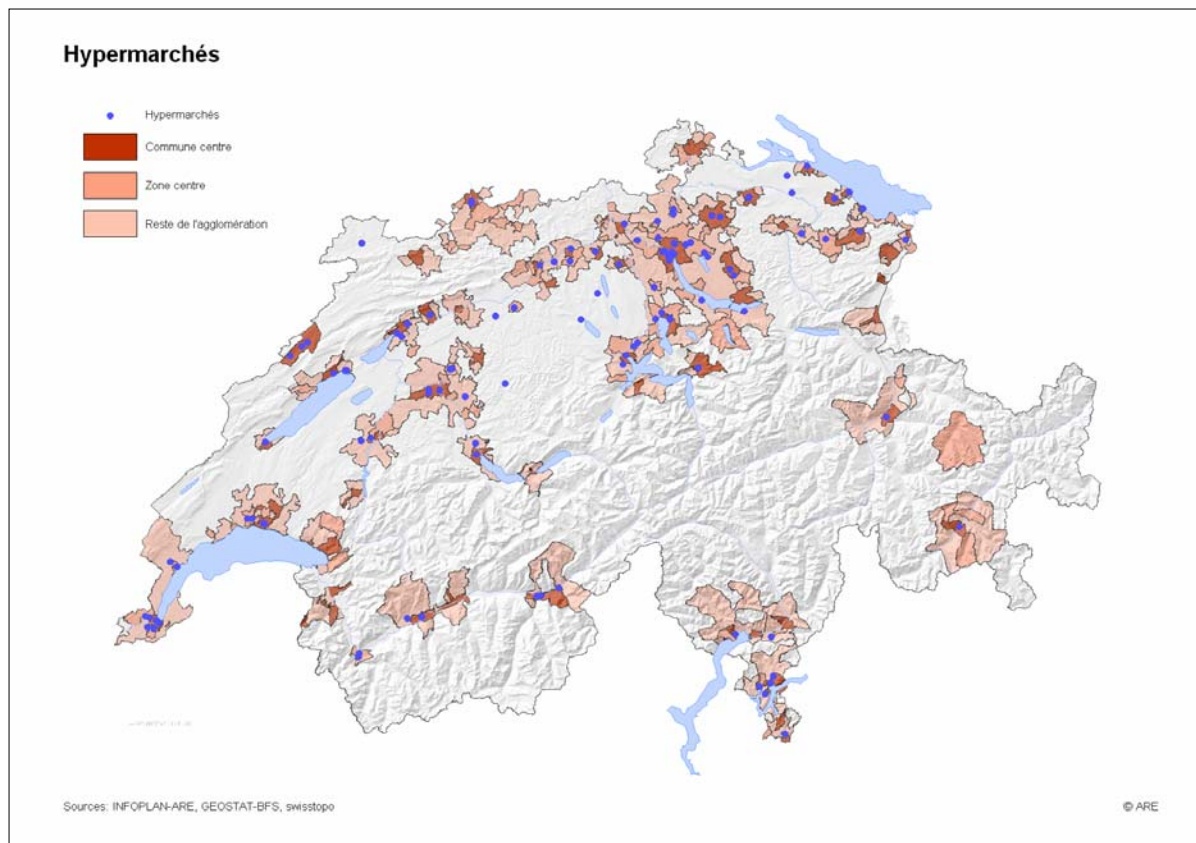 Hypermarchés
Hypermarchés
Commune centre
Zone centre
Reste de l'agglomération
Sources: INFOPLAN-ARE, GEOSTAT-BFS, swisstopo
© ARE